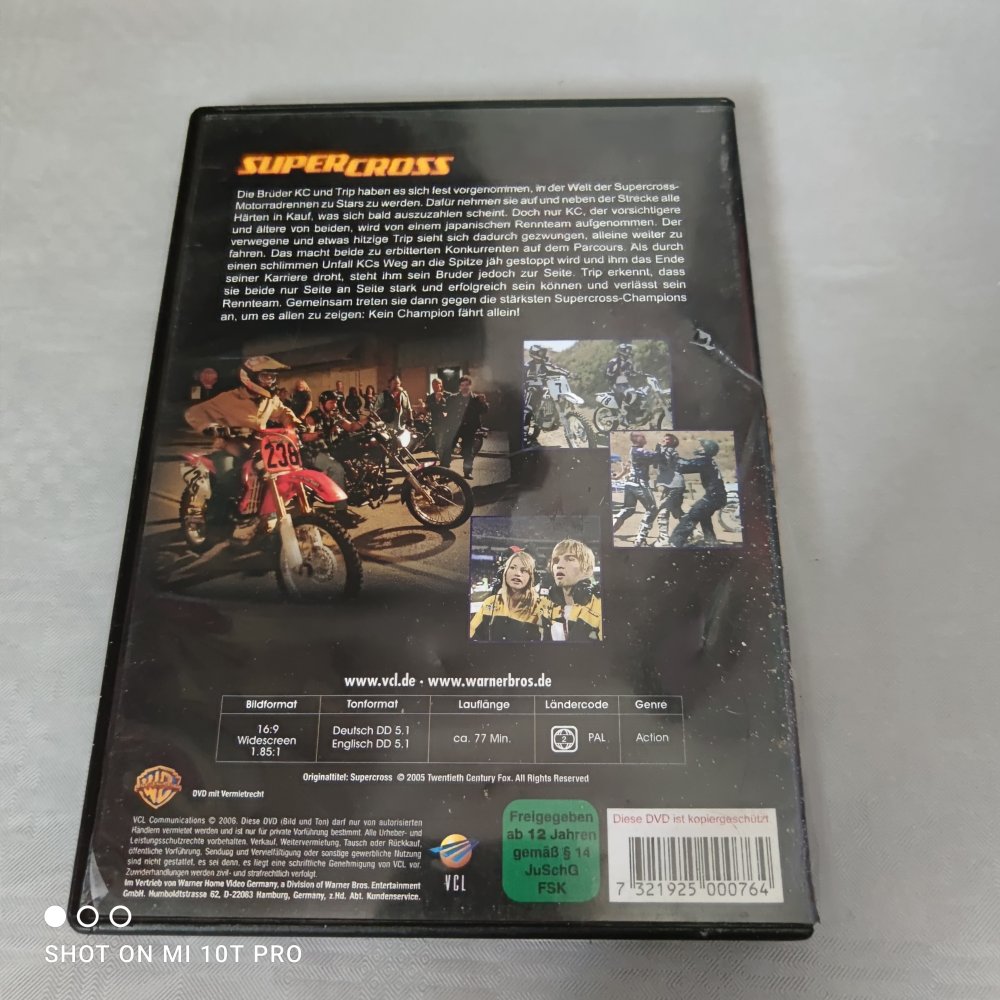 SUPERCROSS
Die Brüder KC und Trip haben es sich fest vorgenommen, in der Welt der Supercross-
Motorradrennen zu Stars zu werden. Dafür nehmen sie auf und neben der Strecke alle
Härten in Kauf, was sich bald auszuzahlen scheint. Doch nur KC, der vorsichtigere
und ältere von beiden, wird von einem japanischen Rennteam aufgenommen. Der
verwegene und etwas hitzige Trip sieht sich dadurch gezwungen, alleine weiter zu
fahren. Das macht beide zu erbitterten Konkurrenten auf dem Parcours. Als durch
einen schlimmen Unfall KCs Weg an die Spitze jäh gestoppt wird und ihm das Ende
seiner Karriere droht, steht ihm sein Bruder jedoch zur Seite. Trip erkennt, dass
sie beide nur Seite an Seite stark und erfolgreich sein können und verlässt sein
Rennteam. Gemeinsam treten sie dann gegen die stärksten Supercross-Champions
an, um es allen zu zeigen: Kein Champion fährt allein!
238
7
18
www.vcl.de · www.warnerbros.de
Bildformat Tonformat Lauflänge Ländercode Genre
16:9
Widescreen
1.85:1
Deutsch DD 5.1
Englisch DD 5.1
ca. 77 Min.
2 PAL
Action
Originaltitel: Supercross © 2005 Twentieth Century Fox. All Rights Reserved
WB
DVD mit Vermietrecht
VCL Communications © 2006. Diese DVD (Bild und Ton) darf nur von autorisierten
Händlern vermietet werden und ist nur für private Vorführung bestimmt. Alle Urheber- und
Leistungsschutzrechte vorbehalten. Verkauf, Weitervermietung, Tausch oder Rückkauf,
öffentliche Vorführung, Sendung und Vervielfältigung oder sonstige gewerbliche Nutzung
sind nicht gestattet, es sei denn, es liegt eine schriftliche Genehmigung von VCL vor.
Zuwiderhandlungen werden zivil- und strafrechtlich verfolgt.
Im Vertrieb von Warner Home Video Germany, a Division of Warner Bros. Entertainment
GmbH. Humboldtstrasse 62, D-22083 Hamburg, Germany, z.Hd. Abt. Kundenservice.
VCL
Freigegeben
ab 12 Jahren
gemäß § 14
JuSchG
FSK
Diese DVD ist kopiergeschützt
7 321925 000764
SHOT ON MI 10T PRO